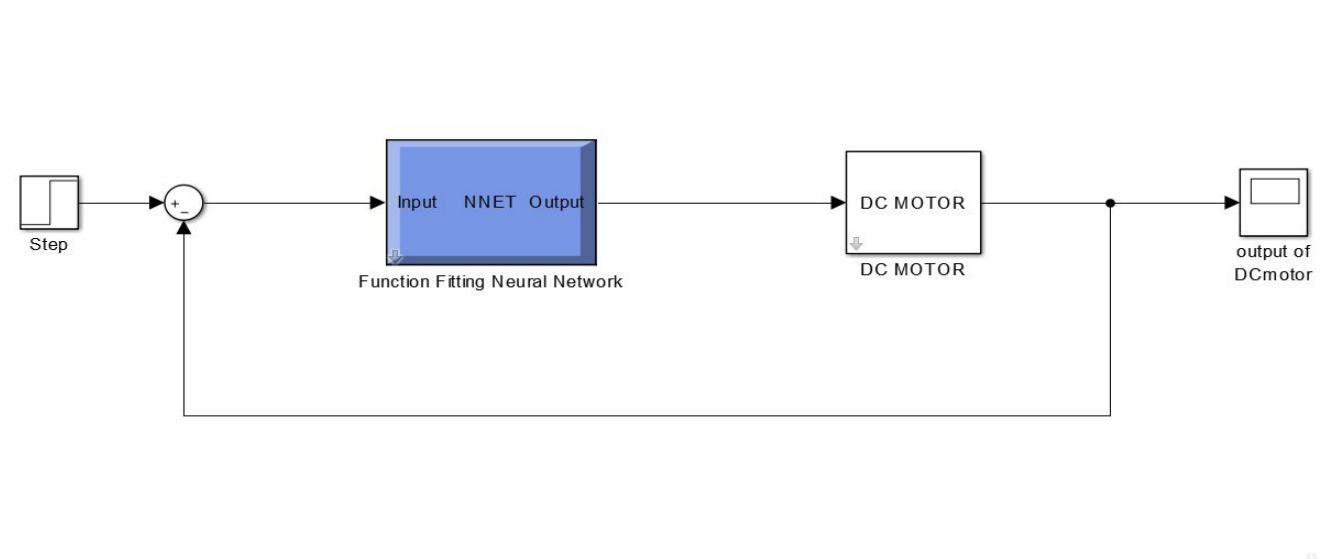 Step
+
−
Input NNET Output
Function Fitting Neural Network
DC MOTOR
DC MOTOR
output of
DCmotor